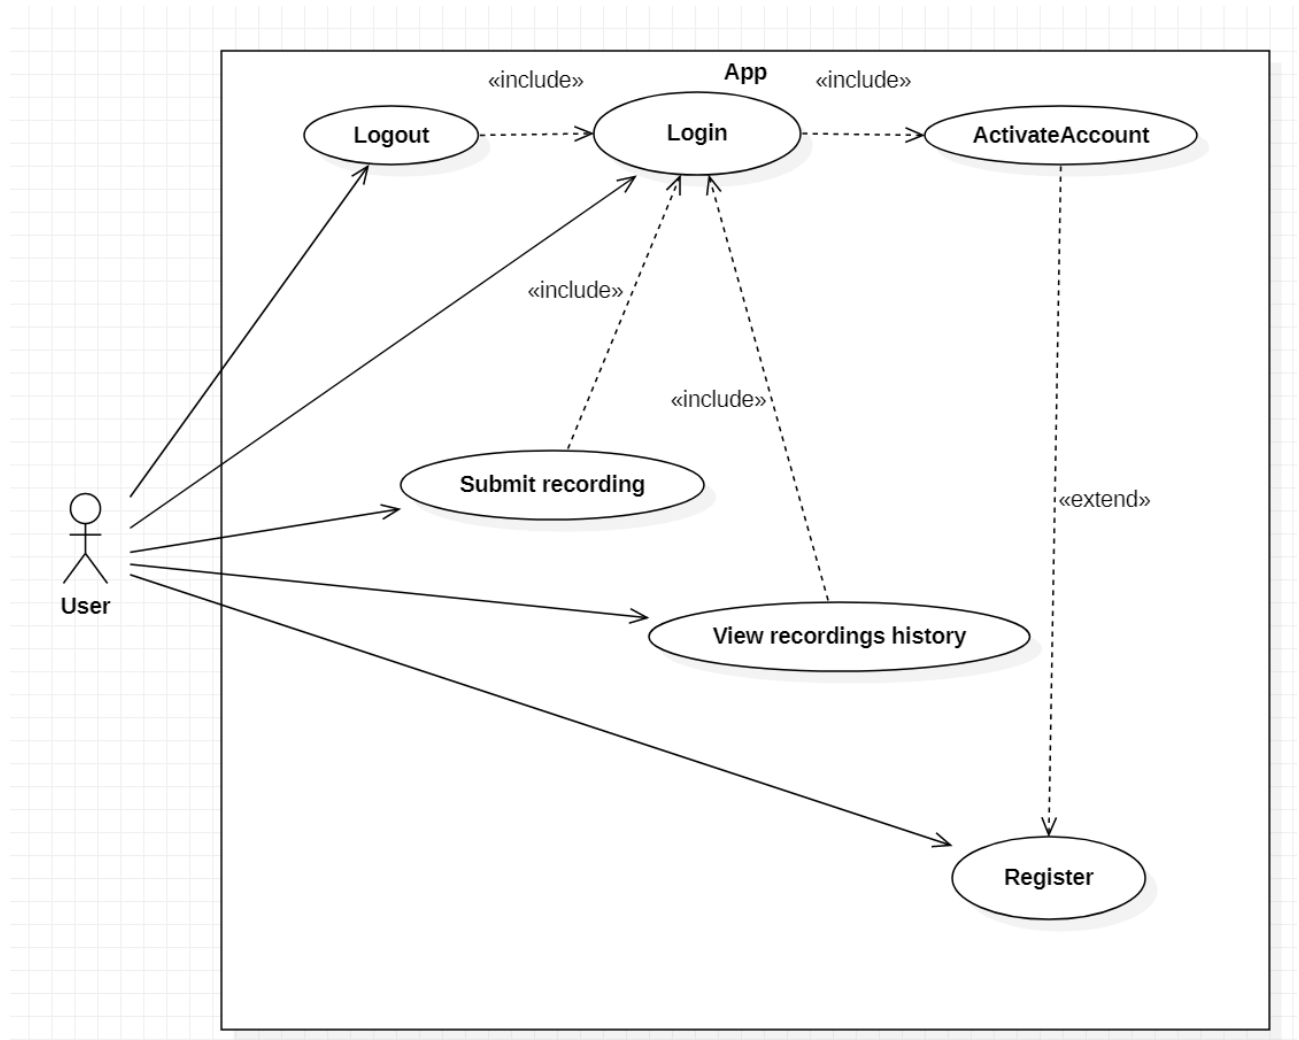 App
«include»
«include»
Logout
Login
ActivateAccount
«include»
«include»
Submit recording
«extend»
User
View recordings history
Register